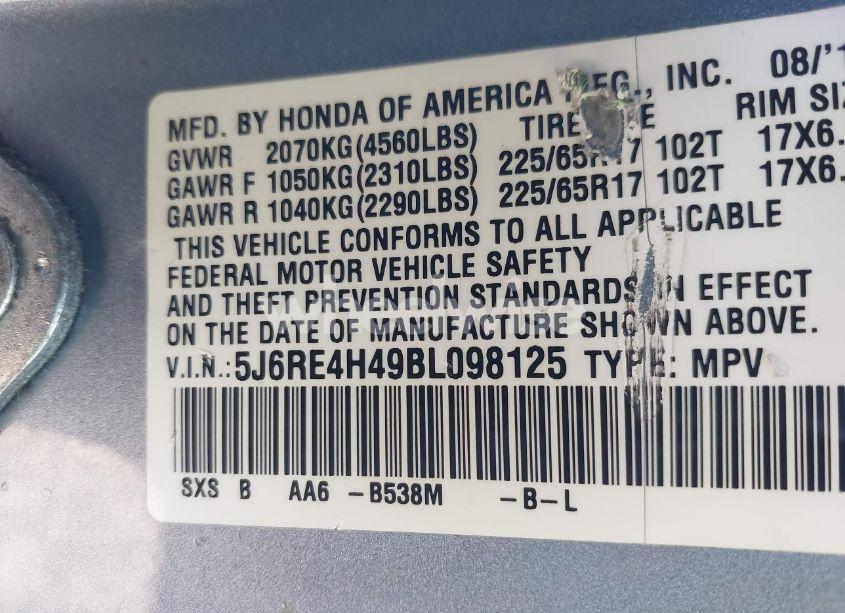 MFD. BY HONDA OF AMERICA MFG., INC. 08/'1
GVWR 2070KG(4560LBS) TIRE RIM SIZ
GAWR F 1050KG(2310LBS) 225/65R17 102T 17X6.
GAWR R 1040KG(2290LBS) 225/65R17 102T 17X6.
THIS VEHICLE CONFORMS TO ALL APPLICABLE
FEDERAL MOTOR VEHICLE SAFETY
AND THEFT PREVENTION STANDARDS IN EFFECT
ON THE DATE OF MANUFACTURE SHOWN ABOVE.
V.I.N.:5J6RE4H49BL098125 TYPE: MPV
SXS B AA6 -B538M -B-L